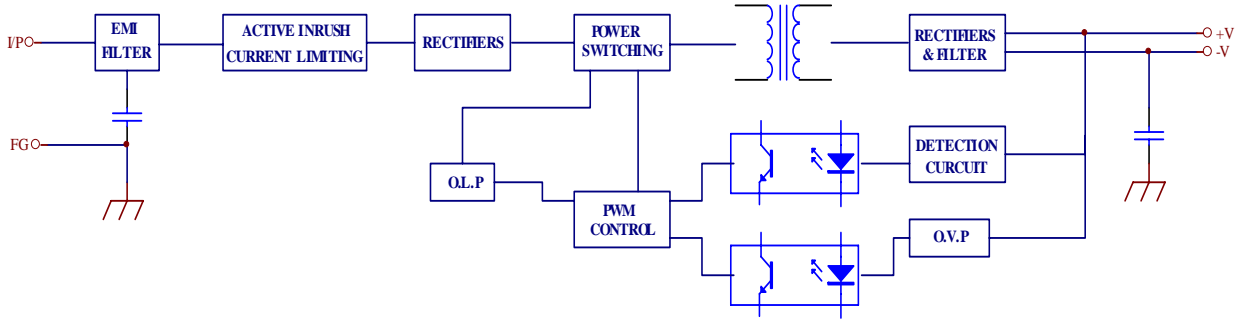 I/P
EMI
FILTER
ACTIVE INRUSH
CURRENT LIMITING
RECTIFIERS
POWER
SWITCHING
RECTIFIERS
& FILTER
+V
-V
FG
O.L.P
PWM
CONTROL
DETECTION
CURCUIT
O.V.P